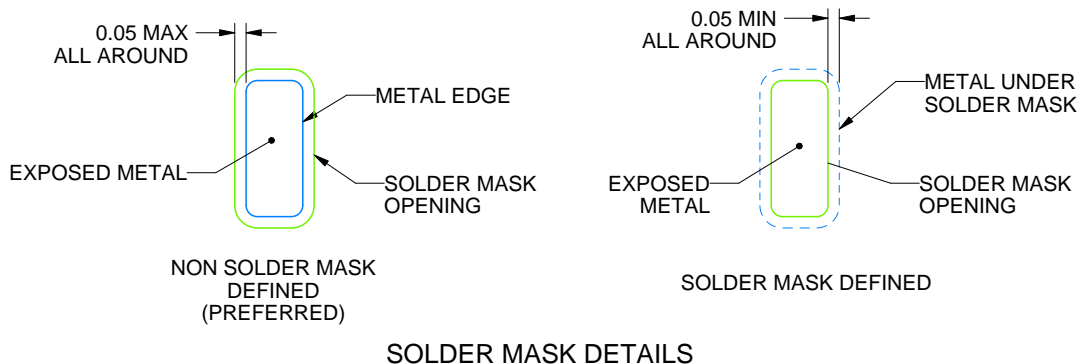 0.05 MAX
ALL AROUND
METAL EDGE
EXPOSED METAL
SOLDER MASK
OPENING
NON SOLDER MASK
DEFINED
(PREFERRED)
0.05 MIN
ALL AROUND
METAL UNDER
SOLDER MASK
EXPOSED
METAL
SOLDER MASK
OPENING
SOLDER MASK DEFINED
SOLDER MASK DETAILS